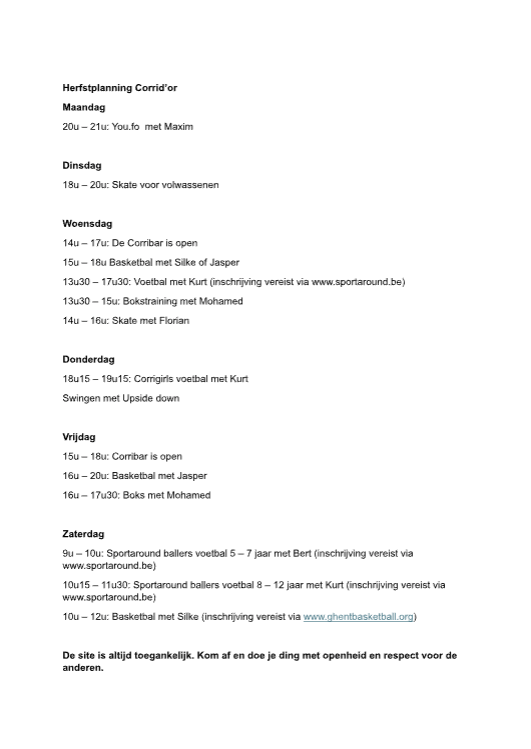 Herfstplanning Corrid'or
Maandag
20u – 21u: You.fo  met Maxim
Dinsdag
18u – 20u: Skate voor volwassenen
Woensdag
14u – 17u: De Corribar is open
15u – 18u Basketbal met Silke of Jasper
13u30 – 17u30: Voetbal met Kurt (inschrijving vereist via www.sportaround.be)
13u30 – 15u: Bokstraining met Mohamed
14u – 16u: Skate met Florian
Donderdag
18u15 – 19u15: Corrigirls voetbal met Kurt
Swingen met Upside down
Vrijdag
15u – 18u: Corribar is open
16u – 20u: Basketbal met Jasper
16u – 17u30: Boks met Mohamed
Zaterdag
9u – 10u: Sportaround ballers voetbal 5 – 7 jaar met Bert (inschrijving vereist via
www.sportaround.be)
10u15 – 11u30: Sportaround ballers voetbal 8 – 12 jaar met Kurt (inschrijving vereist via
www.sportaround.be)
10u – 12u: Basketbal met Silke (inschrijving vereist via www.ghentbasketball.org)
De site is altijd toegankelijk. Kom af en doe je ding met openheid en respect voor de
anderen.